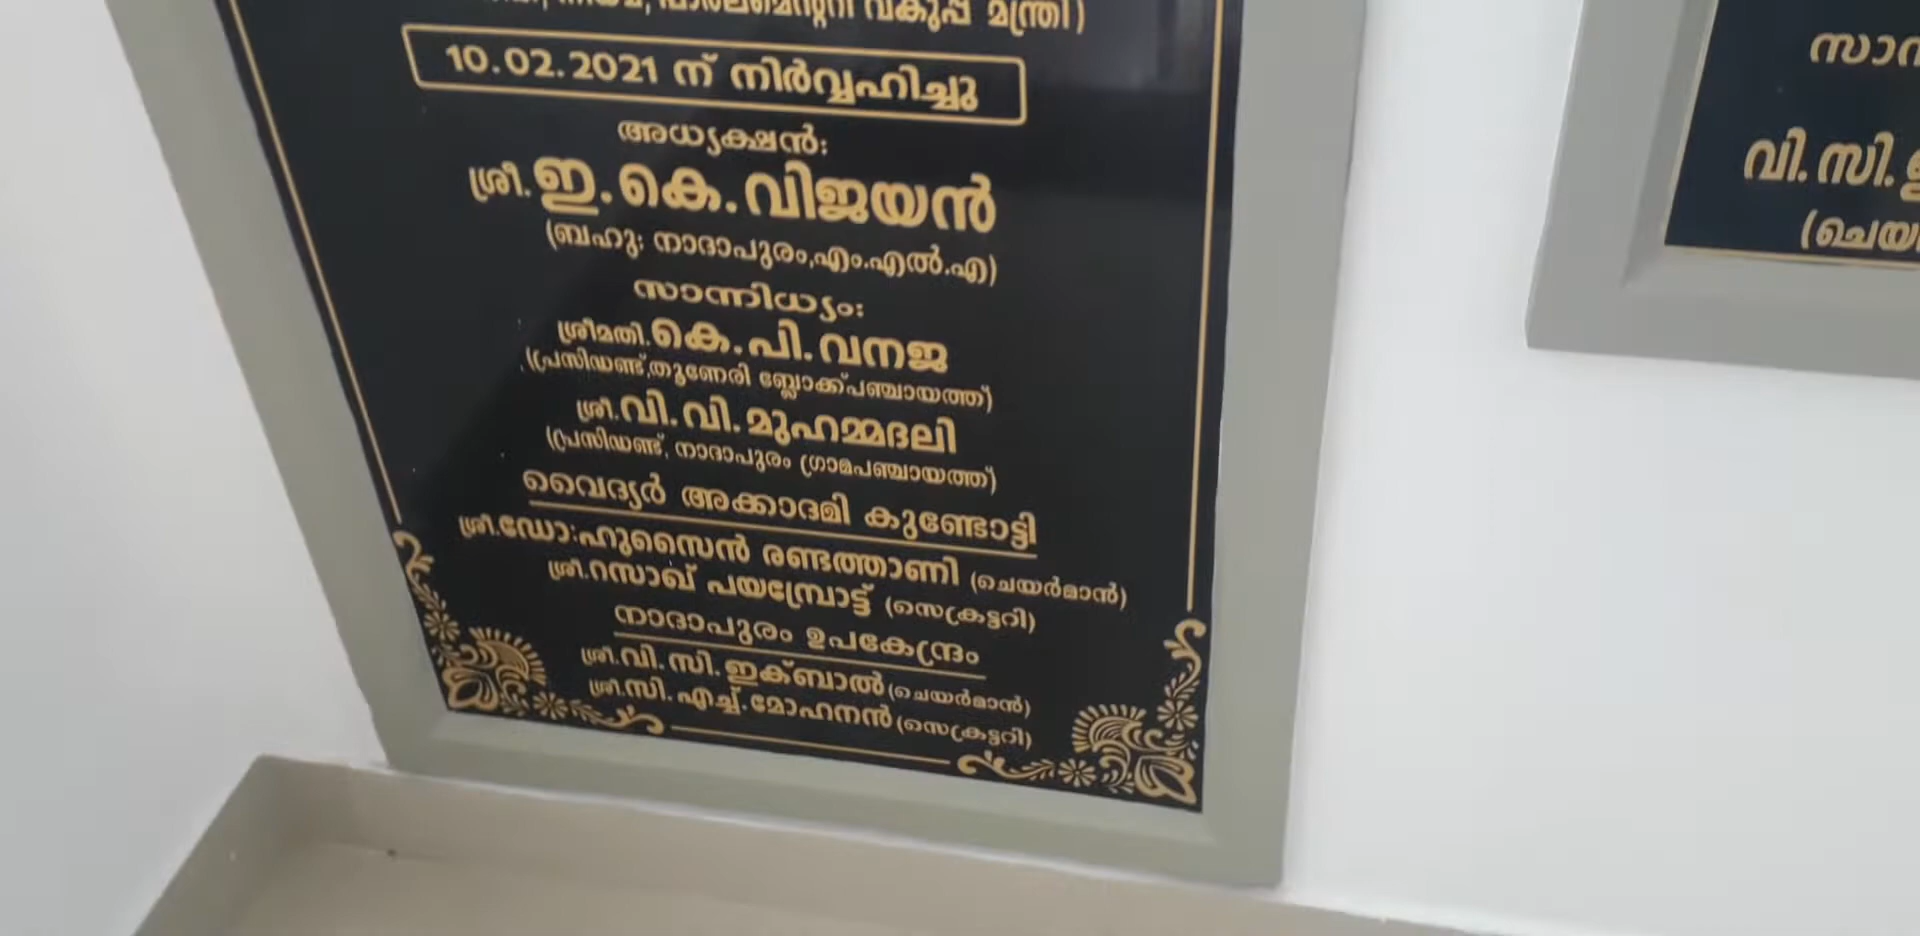 പാർലമെന്ററി വകുപ്പ് മന്ത്രി)
10.02.2021 ന് നിർവ്വഹിച്ചു
അധ്യക്ഷൻ:
ശ്രീ.ഇ.കെ.വിജയൻ
(ബഹു: നാദാപുരം,എം.എൽ.എ)
സാന്നിധ്യം:
ശ്രീമതി.കെ.പി.വനജ
(പ്രസിഡണ്ട്,തൂണേരി ബ്ലോക്ക്പഞ്ചായത്ത്)
ശ്രീ.വി.വി.മുഹമ്മദലി
(പ്രസിഡണ്ട്, നാദാപുരം ഗ്രാമപഞ്ചായത്ത്)
വൈദ്യർ അക്കാദമി കുണ്ടോട്ടി
ശ്രീ.ഡോ:ഹുസൈൻ രണ്ടത്താണി (ചെയർമാൻ)
ശ്രീ.റസാഖ് പയമ്പ്രോട്ട് (സെക്രട്ടറി)
നാദാപുരം ഉപകേന്ദ്രം
ശ്രീ.വി.സി.ഇക്ബാൽ(ചെയർമാൻ)
ശ്രീ.സി.എച്ച്.മോഹനൻ(സെക്രട്ടറി)
വി.സി.